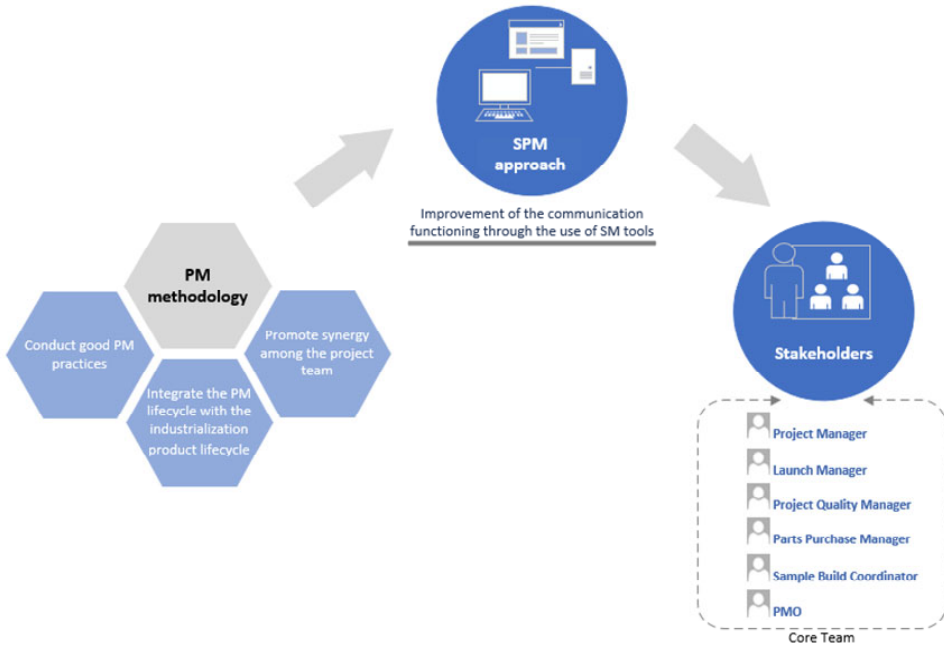 SPM
approach
Improvement of the communication
functioning through the use of SM tools
PM
methodology
Conduct good PM
practices
Integrate the PM
lifecycle with the
industrialization
product lifecycle
Promote synergy
among the project
team
Stakeholders
Project Manager
Launch Manager
Project Quality Manager
Parts Purchase Manager
Sample Build Coordinator
PMO
Core Team